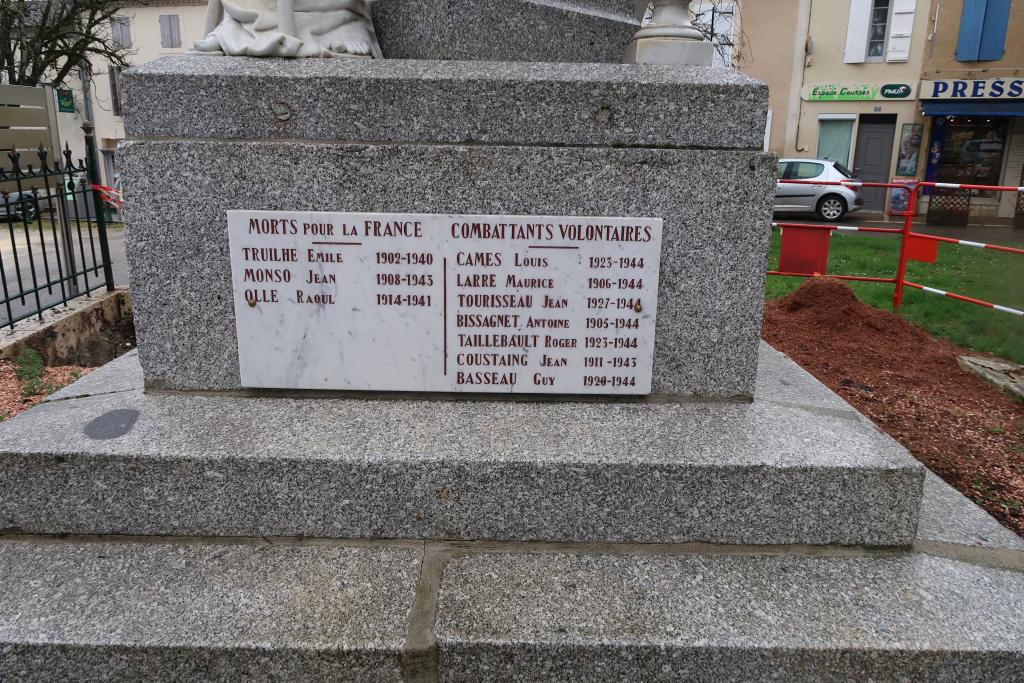 MORTS POUR LA FRANCE
TRUILHE EMILE 1902-1940
MONSO JEAN 1908-1943
OLLE RAOUL 1914-1941
COMBATTANTS VOLONTAIRES
CAMES LOUIS 1923-1944
LARRE MAURICE 1906-1944
TOURISSEAU JEAN 1927-1944
BISSAGNET ANTOINE 1905-1944
TAILLEBAULT ROGER 1923-1944
COUSTAING JEAN 1911-1943
BASSEAU GUY 1920-1944
Espace Courses
PMU
PRESS